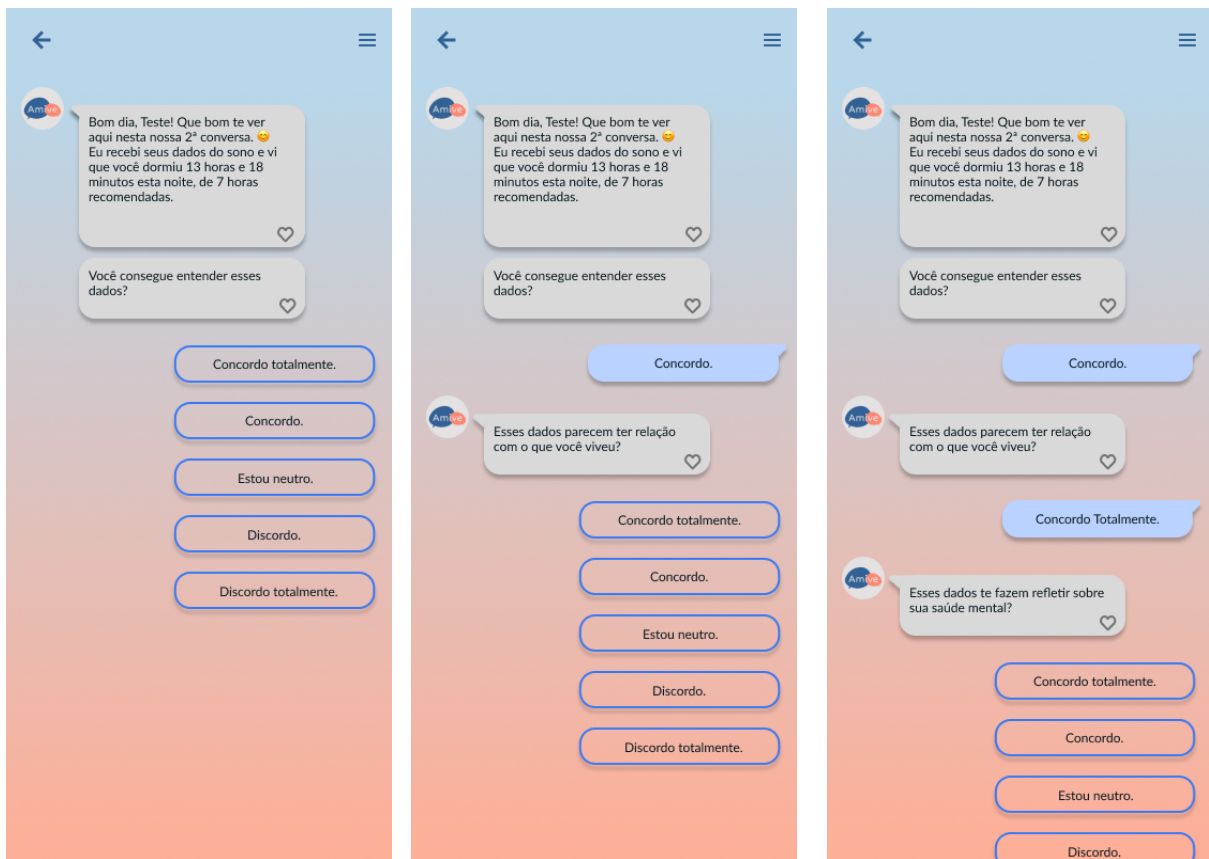 Amive
Bom dia, Teste! Que bom te ver
aqui nesta nossa 2ª conversa. 😊
Eu recebi seus dados do sono e vi
que você dormiu 13 horas e 18
minutos esta noite, de 7 horas
recomendadas.
Você consegue entender esses
dados?
Concordo totalmente.
Concordo.
Estou neutro.
Discordo.
Discordo totalmente.
Amive
Bom dia, Teste! Que bom te ver
aqui nesta nossa 2ª conversa. 😊
Eu recebi seus dados do sono e vi
que você dormiu 13 horas e 18
minutos esta noite, de 7 horas
recomendadas.
Você consegue entender esses
dados?
Concordo.
Amive
Esses dados parecem ter relação
com o que você viveu?
Concordo totalmente.
Concordo.
Estou neutro.
Discordo.
Discordo totalmente.
Amive
Bom dia, Teste! Que bom te ver
aqui nesta nossa 2ª conversa. 😊
Eu recebi seus dados do sono e vi
que você dormiu 13 horas e 18
minutos esta noite, de 7 horas
recomendadas.
Você consegue entender esses
dados?
Concordo.
Amive
Esses dados parecem ter relação
com o que você viveu?
Concordo Totalmente.
Amive
Esses dados te fazem refletir sobre
sua saúde mental?
Concordo totalmente.
Concordo.
Estou neutro.
Discordo.